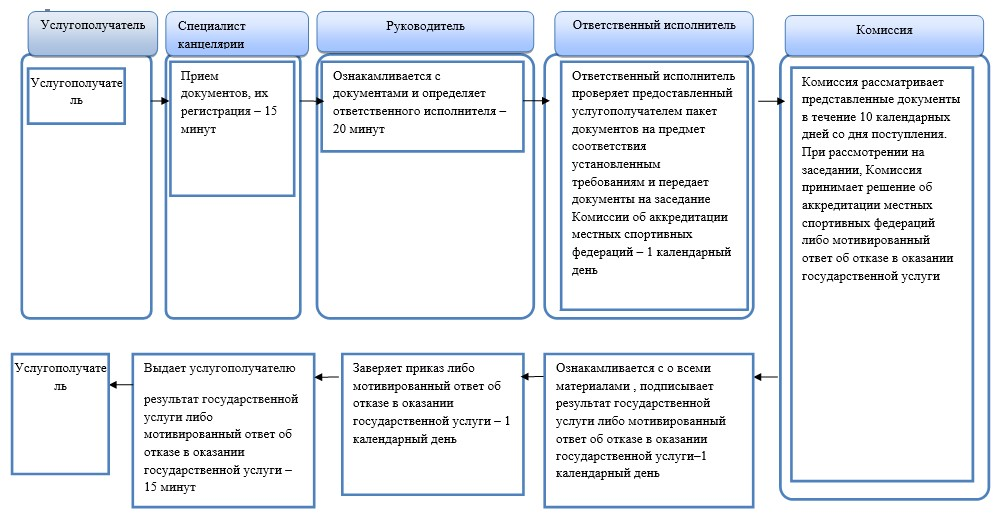 Услугополучатель
Специалист
канцелярии
Руководитель
Ответственный исполнитель
Комиссия
Услугополучате
ль
Прием
документов, их
регистрация – 15
минут
Ознакамливается с
документами и определяет
ответственного исполнителя –
20 минут
Ответственный исполнитель
проверяет предоставленный
услугополучателем пакет
документов на предмет
соответствия
установленным
требованиям и передает
документы на заседание
Комиссии об аккредитации
местных спортивных
федераций – 1 календарный
день
Комиссия рассматривает
представленные документы
в течение 10 календарных
дней со дня поступления.
При рассмотрении на
заседании, Комиссия
принимает решение об
аккредитации местных
спортивных федераций
либо мотивированный
ответ об отказе в оказании
государственной услуги
Услугополучате
ль
Выдает услугополучателю
результат государственной
услуги либо
мотивированный ответ об
отказе в оказании
государственной услуги –
15 минут
Заверяет приказ либо
мотивированный ответ об
отказе в оказании
государственной услуги – 1
календарный день
Ознакамливается с о всеми
материалами , подписывает
результат государственной
услуги либо мотивированный
ответ об отказе в оказании
государственной услуги–1
календарный день